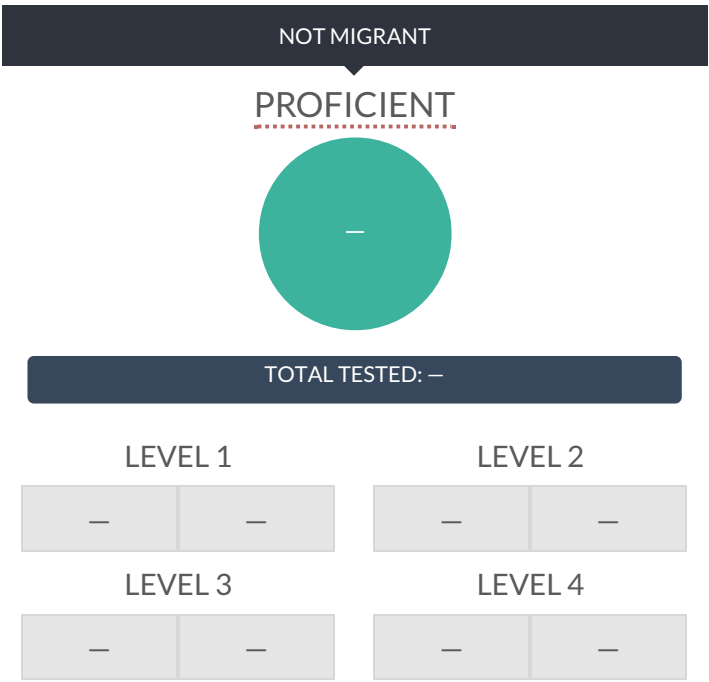 NOT MIGRANT
PROFICIENT
—
TOTAL TESTED: —
LEVEL 1 LEVEL 2
— — — —
LEVEL 3 LEVEL 4
— — — —